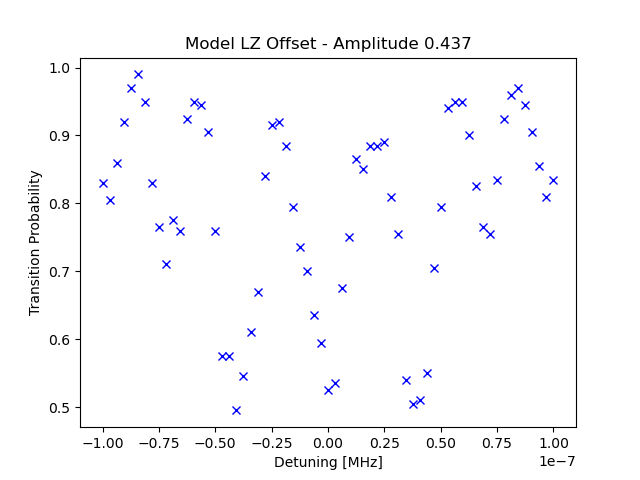 Model LZ Offset - Amplitude 0.437
1.0
0.9
0.8
0.7
0.6
0.5
Transition Probability
−1.00 −0.75 −0.50 −0.25 0.00 0.25 0.50 0.75 1.00
1e−7
Detuning [MHz]